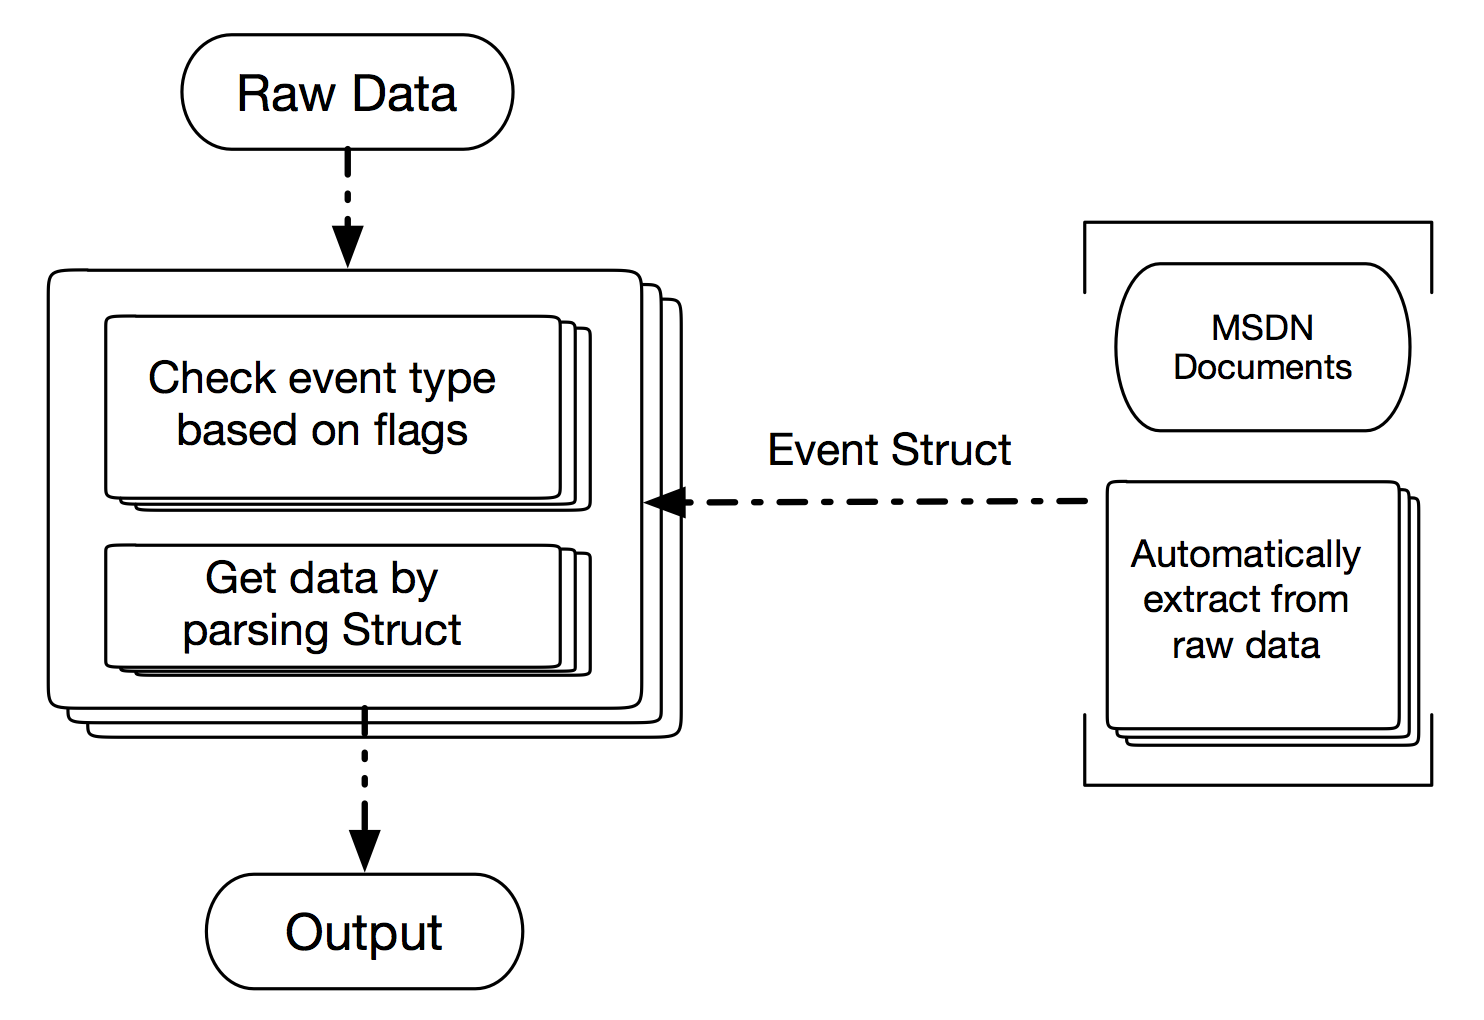 Raw Data
Check event type
based on flags
Get data by
parsing Struct
Output
Event Struct
MSDN
Documents
Automatically
extract from
raw data